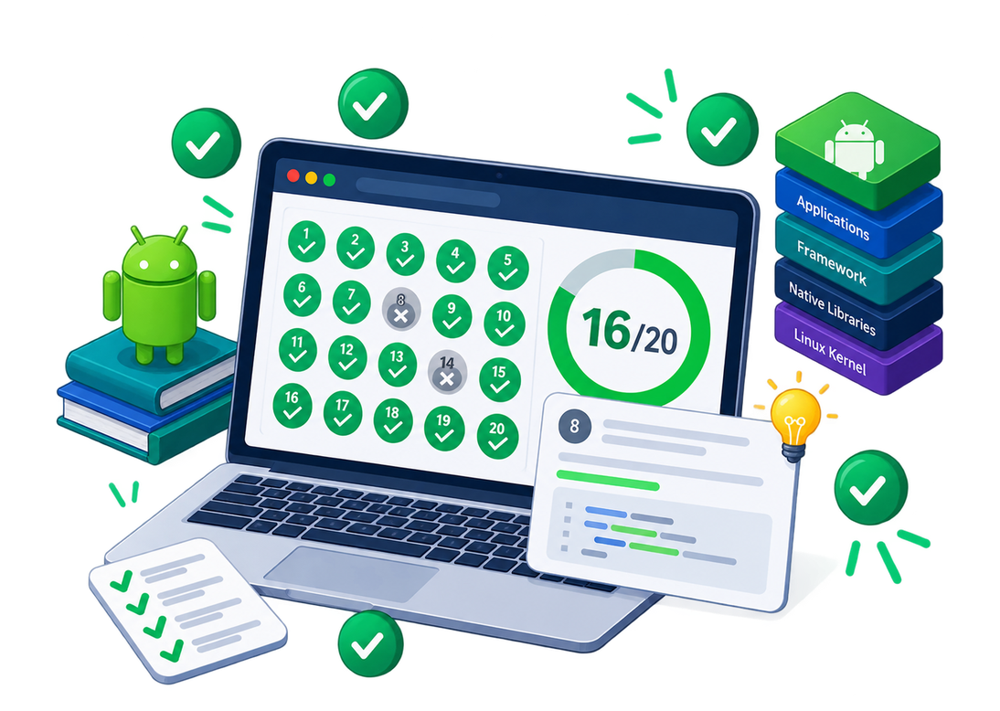 1 2 3 4 5
6 7 8 9 10
11 12 13 14 15
16 17 18 19 20
16/20
8
Applications
Framework
Native Libraries
Linux Kernel